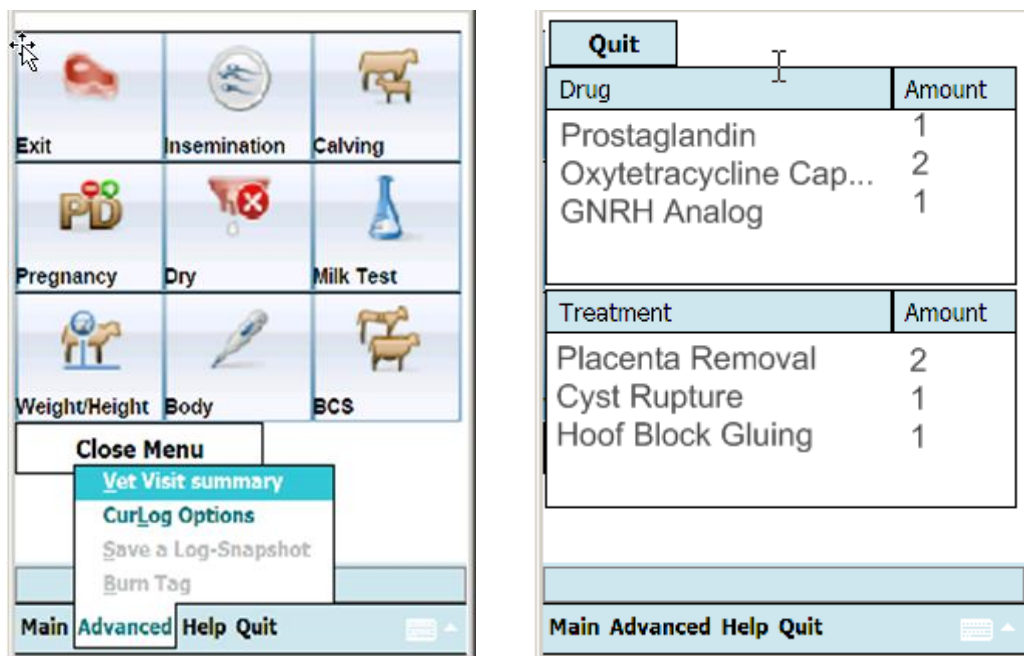 Exit Insemination Calving
PD
Pregnancy Dry Milk Test
Weight/Height Body BCS
Close Menu
Vet Visit summary
CurLog Options
Save a Log-Snapshot
Burn Tag
Main Advanced Help Quit
Quit
Drug Amount
Prostaglandin 1
Oxytetracycline Cap... 2
GNRH Analog 1
Treatment Amount
Placenta Removal 2
Cyst Rupture 1
Hoof Block Gluing 1
Main Advanced Help Quit